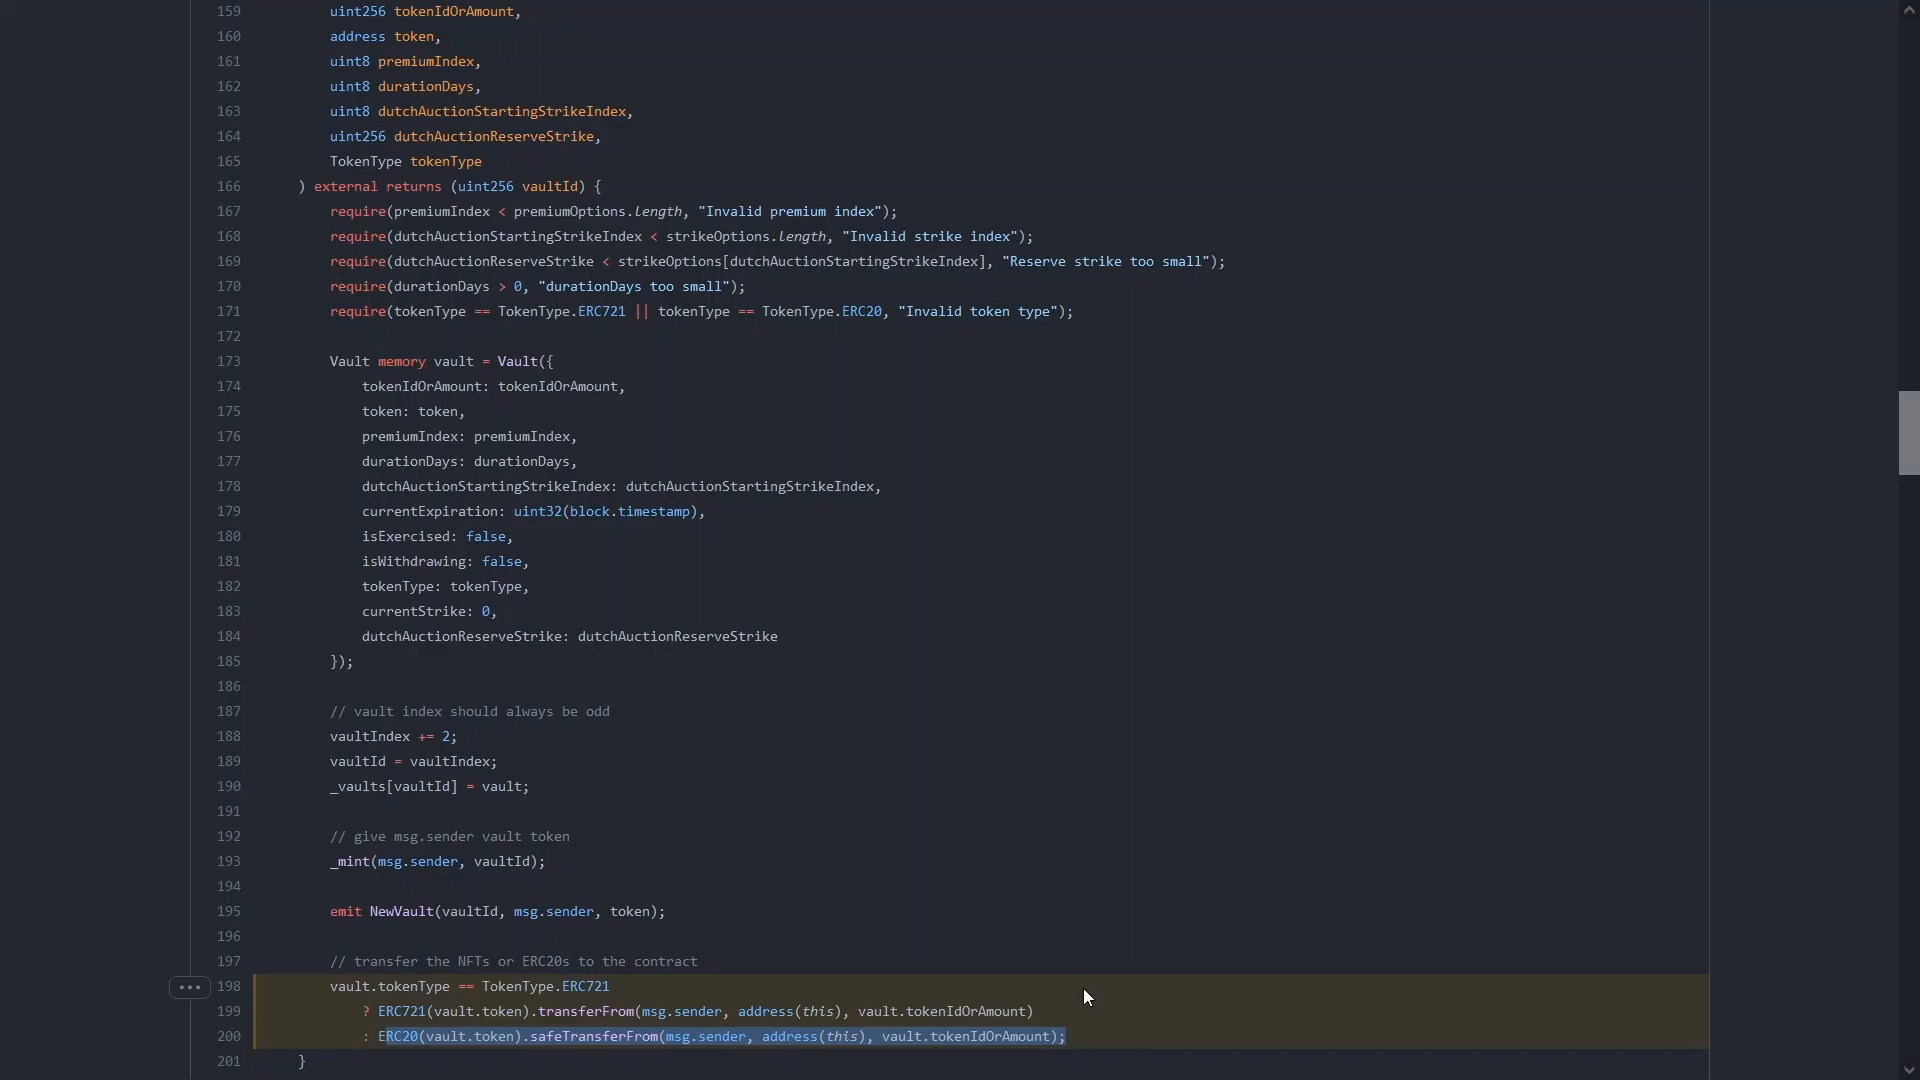 159 uint256 tokenIdOrAmount,
160 address token,
161 uint8 premiumIndex,
162 uint8 durationDays,
163 uint8 dutchAuctionStartingStrikeIndex,
164 uint256 dutchAuctionReserveStrike,
165 TokenType tokenType
166 ) external returns (uint256 vaultId) {
167 require(premiumIndex < premiumOptions.length, "Invalid premium index");
168 require(dutchAuctionStartingStrikeIndex < strikeOptions.length, "Invalid strike index");
169 require(dutchAuctionReserveStrike < strikeOptions[dutchAuctionStartingStrikeIndex], "Reserve strike too small");
170 require(durationDays > 0, "durationDays too small");
171 require(tokenType == TokenType.ERC721 || tokenType == TokenType.ERC20, "Invalid token type");
172
173 Vault memory vault = Vault({
174 tokenIdOrAmount: tokenIdOrAmount,
175 token: token,
176 premiumIndex: premiumIndex,
177 durationDays: durationDays,
178 dutchAuctionStartingStrikeIndex: dutchAuctionStartingStrikeIndex,
179 currentExpiration: uint32(block.timestamp),
180 isExercised: false,
181 isWithdrawing: false,
182 tokenType: tokenType,
183 currentStrike: 0,
184 dutchAuctionReserveStrike: dutchAuctionReserveStrike
185 });
186
187 // vault index should always be odd
188 vaultIndex += 2;
189 vaultId = vaultIndex;
190 _vaults[vaultId] = vault;
191
192 // give msg.sender vault token
193 _mint(msg.sender, vaultId);
194
195 emit NewVault(vaultId, msg.sender, token);
196
197 // transfer the NFTs or ERC20s to the contract
198 vault.tokenType == TokenType.ERC721
199 ? ERC721(vault.token).transferFrom(msg.sender, address(this), vault.tokenIdOrAmount)
200 : ERC20(vault.token).safeTransferFrom(msg.sender, address(this), vault.tokenIdOrAmount);
201 }